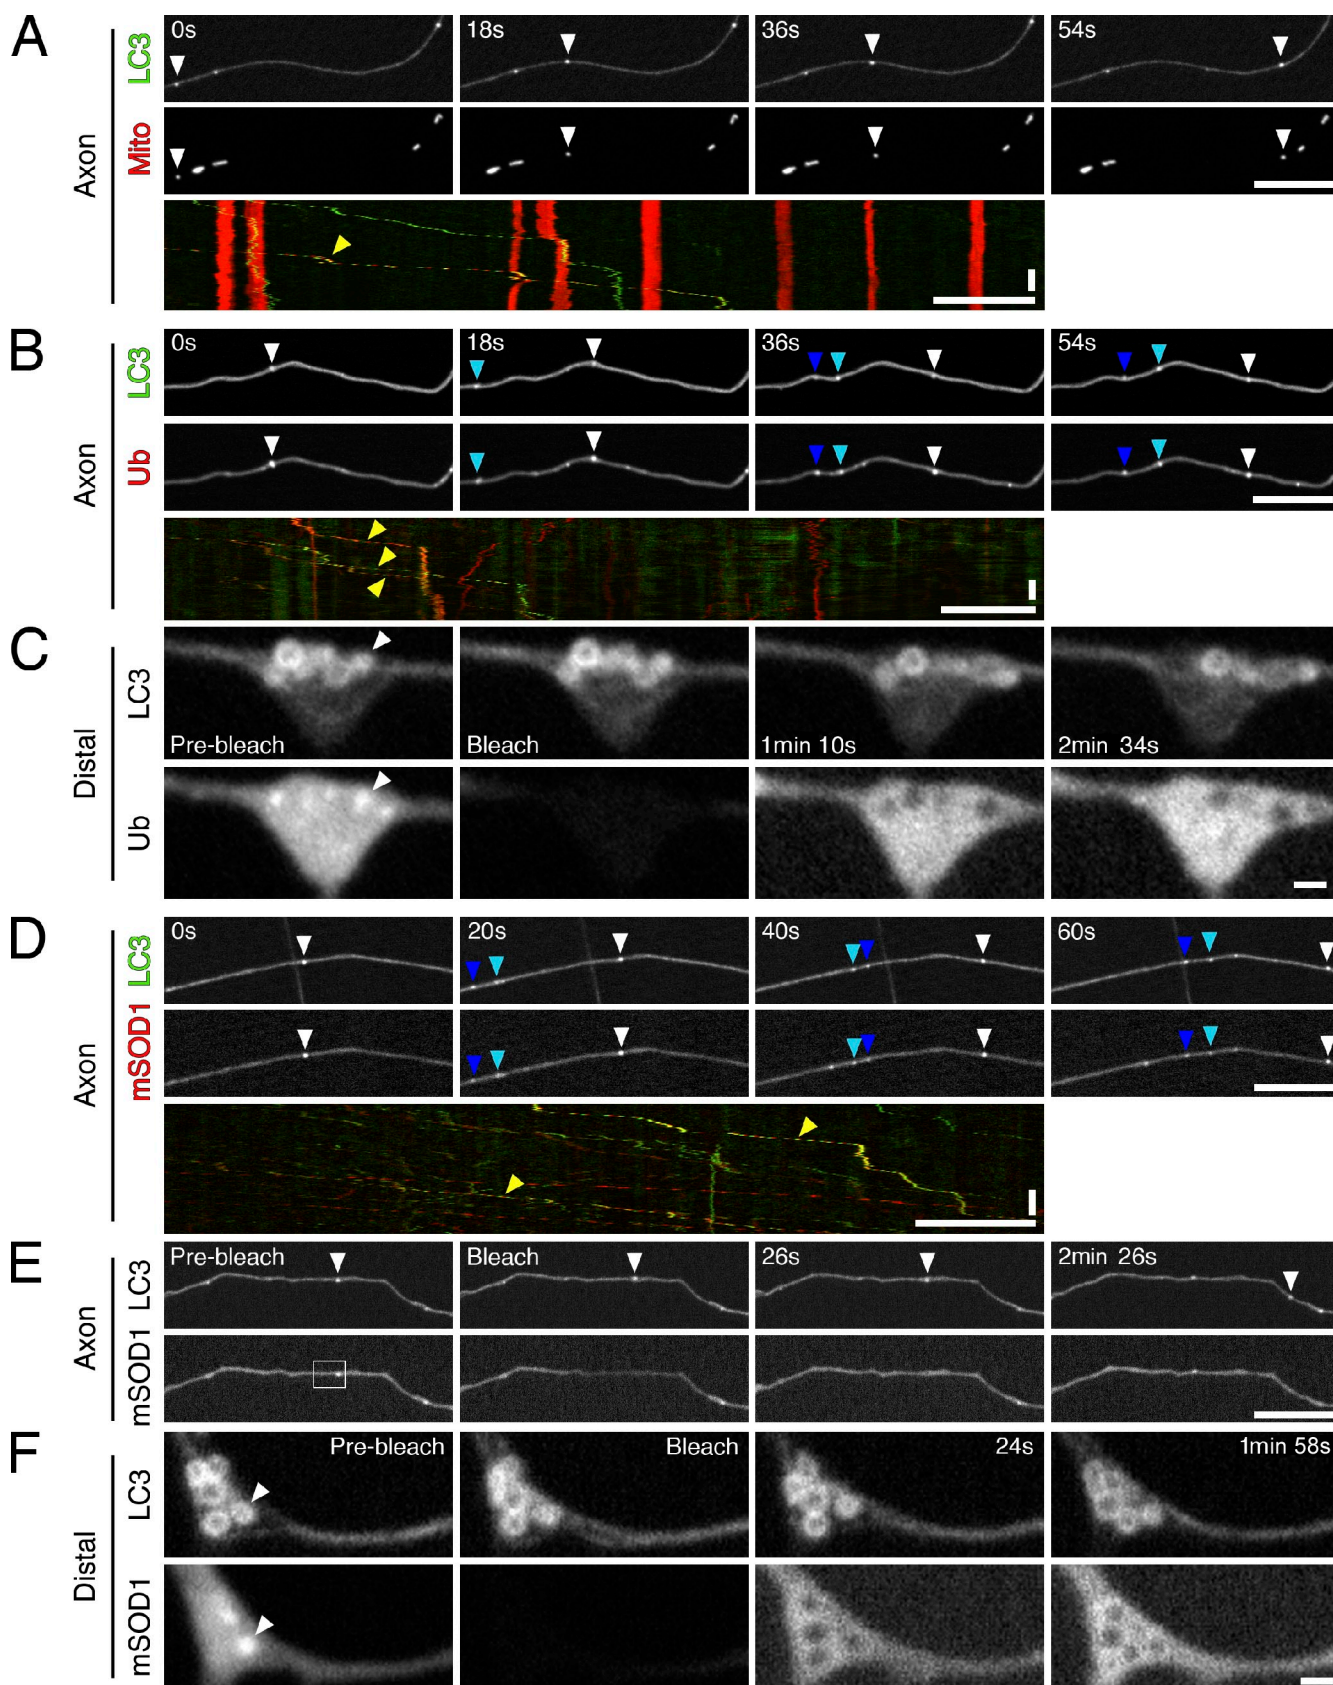 A
Axon
LC3
Mito
0s
18s
36s
54s
B
Axon
LC3
Ub
0s
18s
36s
54s
C
Distal
LC3
Ub
Pre-bleach
Bleach
1min 10s
2min 34s
D
Axon
LC3
mSOD1
0s
20s
40s
60s
E
Axon
LC3
mSOD1
Pre-bleach
Bleach
26s
2min 26s
F
Distal
LC3
mSOD1
Pre-bleach
Bleach
24s
1min 58s